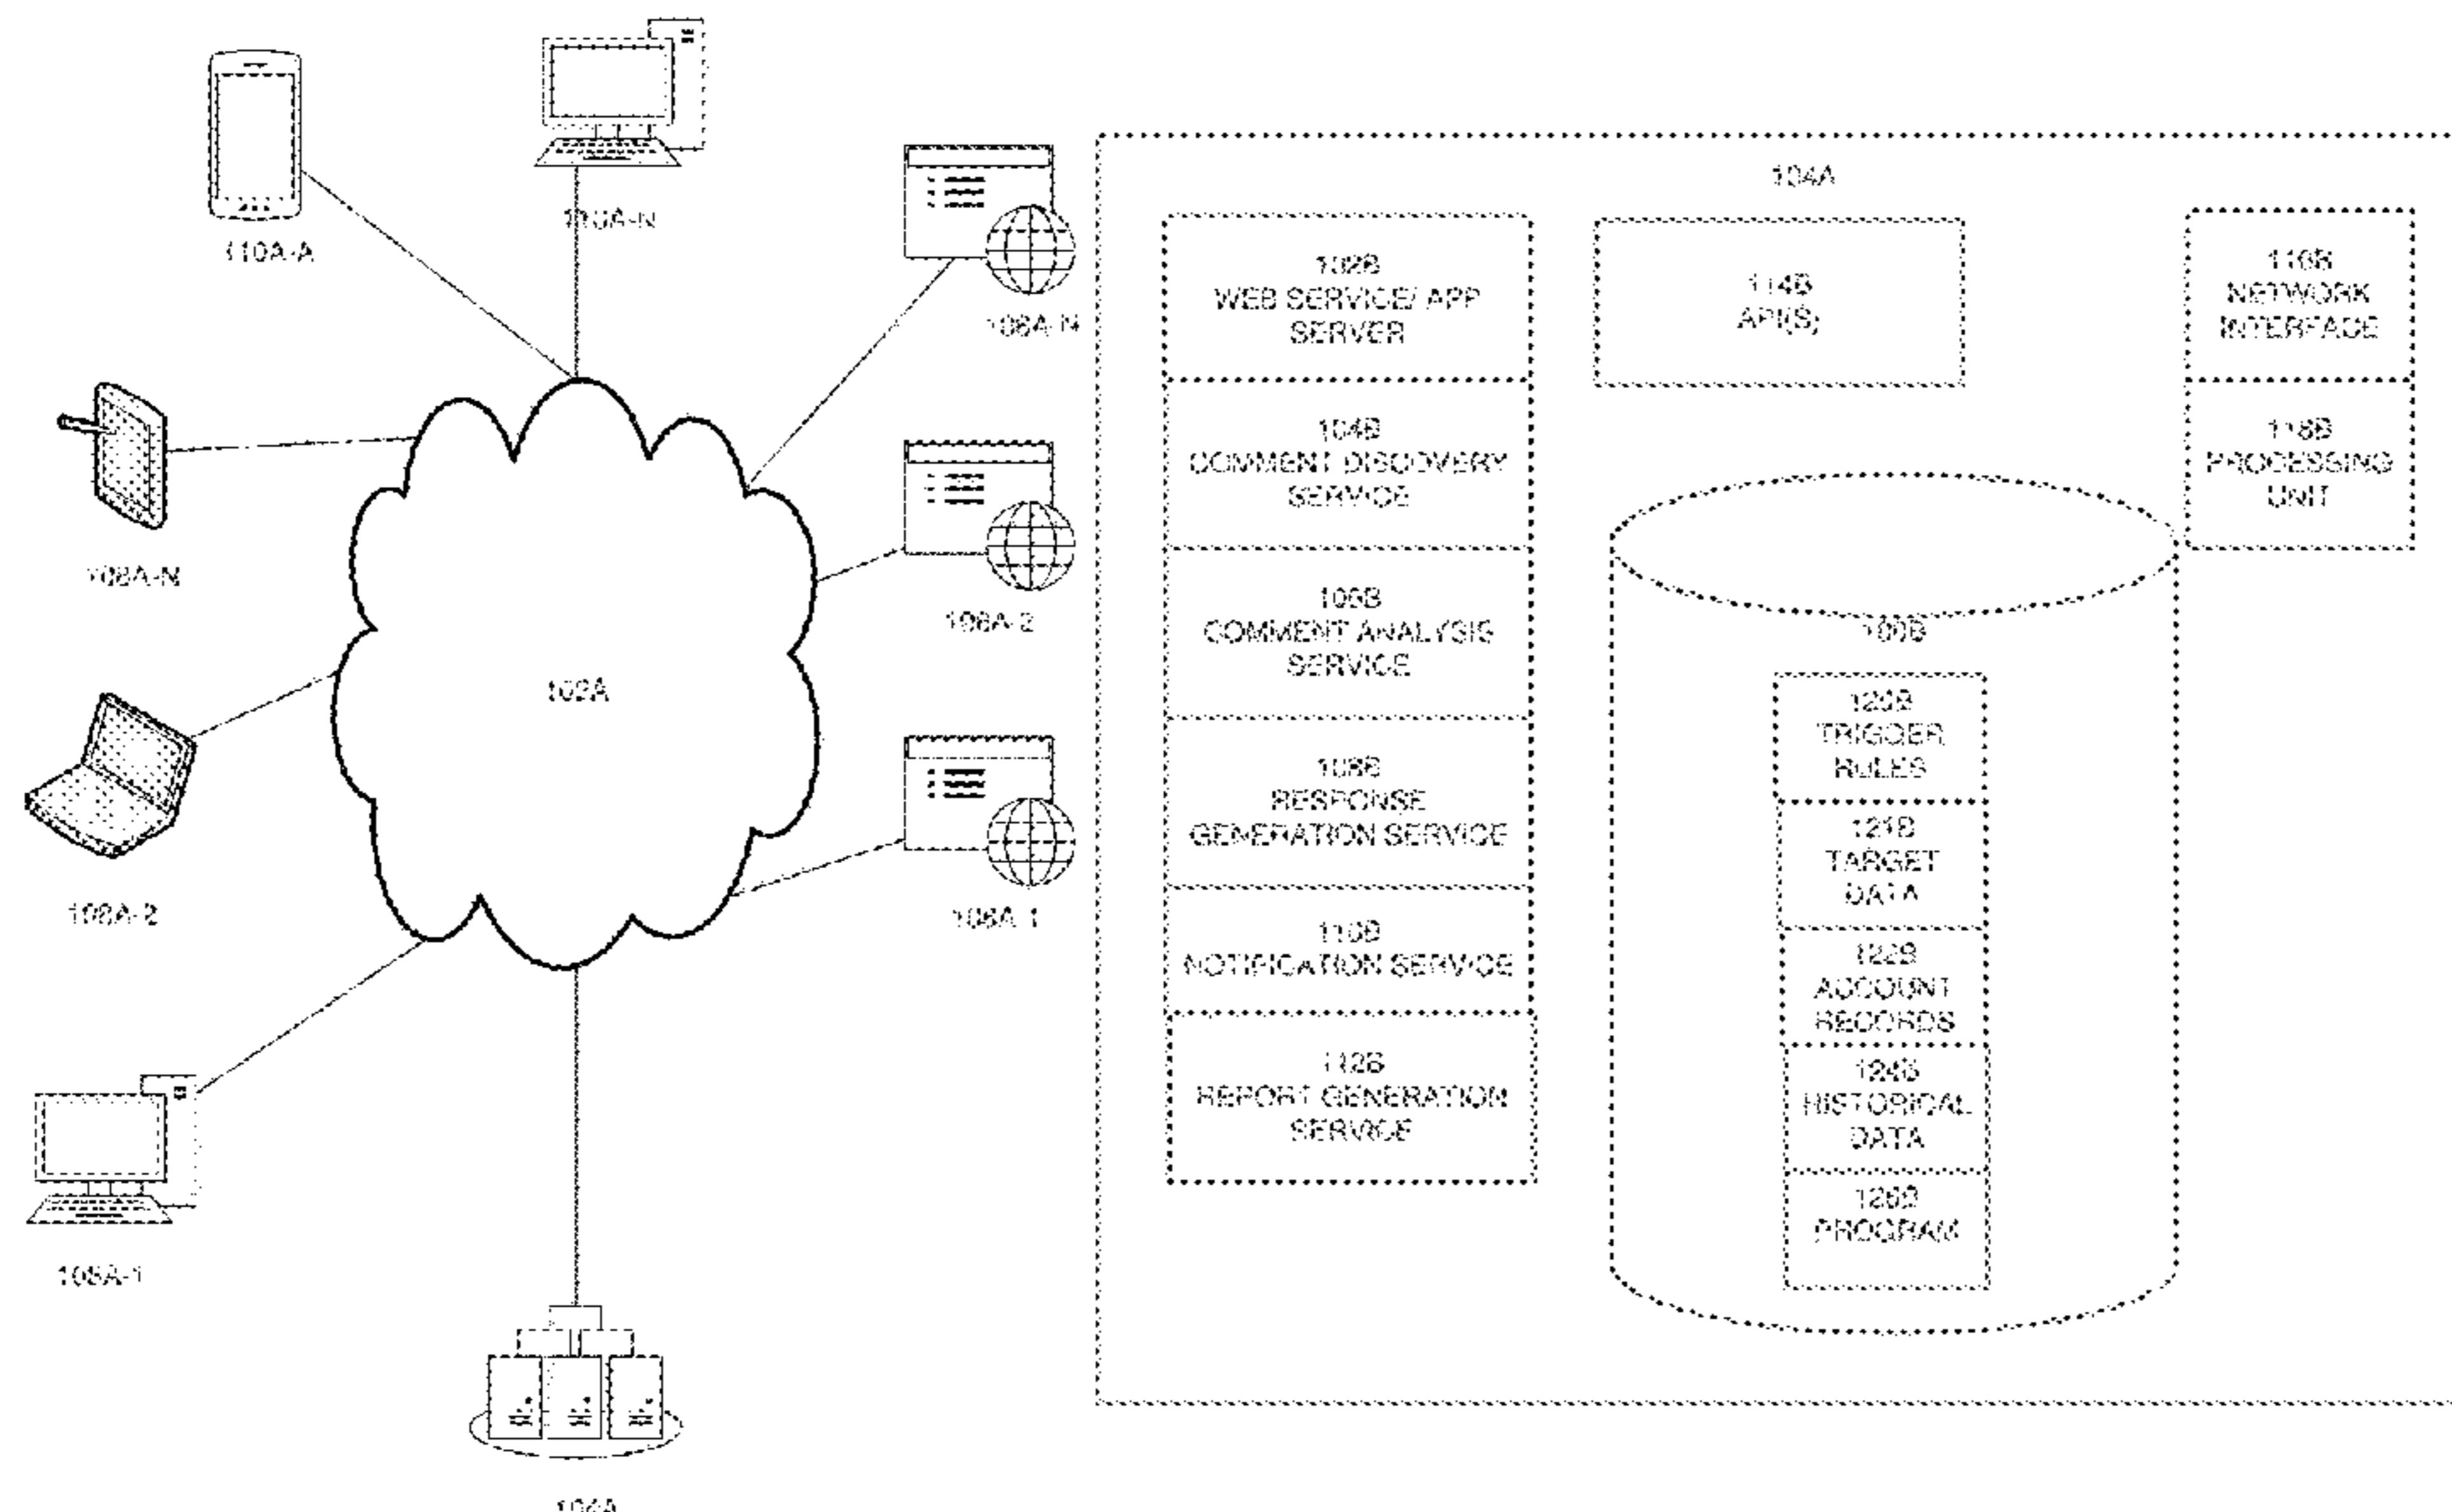 110A-A
110A-N
106A-N
108A-N
106A-2
102A
108A-2
106A-1
108A-1
104A
104A
102B
WEB SERVICE/ APP
SERVER
104B
COMMENT DISCOVERY
SERVICE
106B
COMMENT ANALYSIS
SERVICE
108B
RESPONSE
GENERATION SERVICE
110B
NOTIFICATION SERVICE
112B
REPORT GENERATION
SERVICE
114B
API(S)
116B
NETWORK
INTERFACE
118B
PROCESSING
UNIT
100B
120B
TRIGGER
RULES
121B
TARGET
DATA
122B
ACCOUNT
RECORDS
124B
HISTORICAL
DATA
126B
PROGRAM